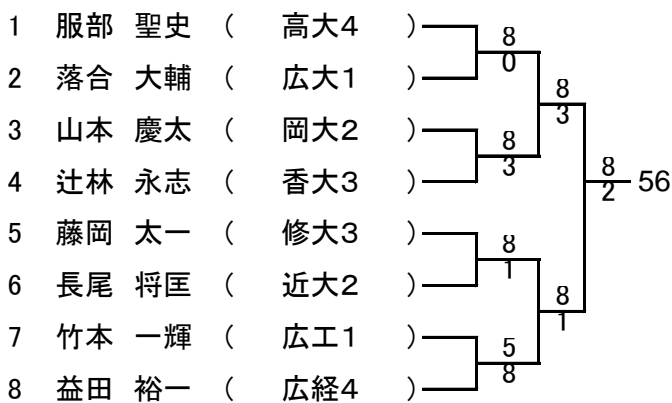 1 服部 聖史 ( 高大4 )
8
0
2 落合 大輔 ( 広大1 )
8
3
3 山本 慶太 ( 岡大2 )
8
3
4 辻林 永志 ( 香大3 )
8
2
56
5 藤岡 太一 ( 修大3 )
8
1
6 長尾 将匡 ( 近大2 )
8
1
7 竹本 一輝 ( 広工1 )
5
8
8 益田 裕一 ( 広経4 )